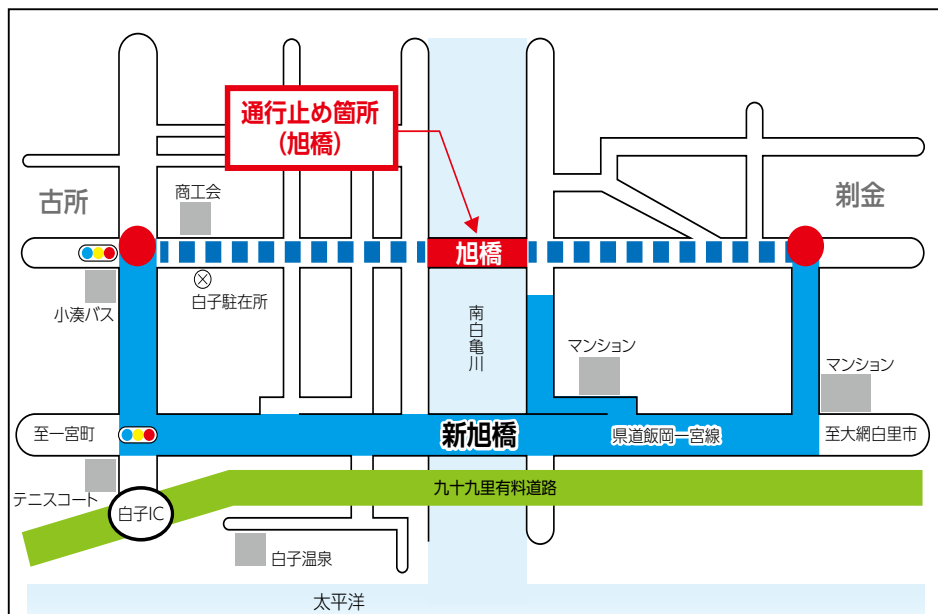 通行止め箇所
(旭橋)
古所
商工会
剃金
旭橋
白子駐在所
小湊バス
南白亀川
マンション
マンション
至一宮町
新旭橋
県道飯岡一宮線
至大網白里市
テニスコート
九十九里有料道路
白子IC
白子温泉
太平洋